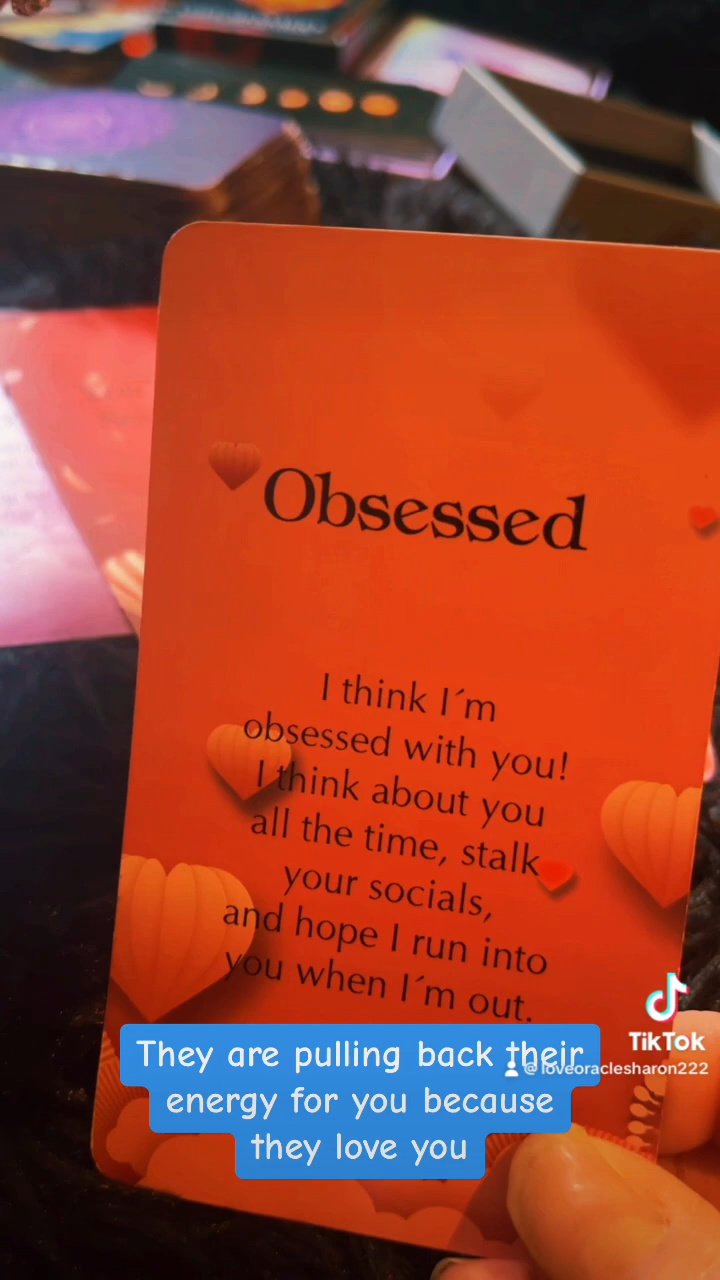 Obsessed
I think I´m
obsessed with you!
I think about you
all the time, stalk
your socials,
and hope I run into
you when I´m out.
TikTok
@loveoraclesharon222
They are pulling back their
energy for you because
they love you